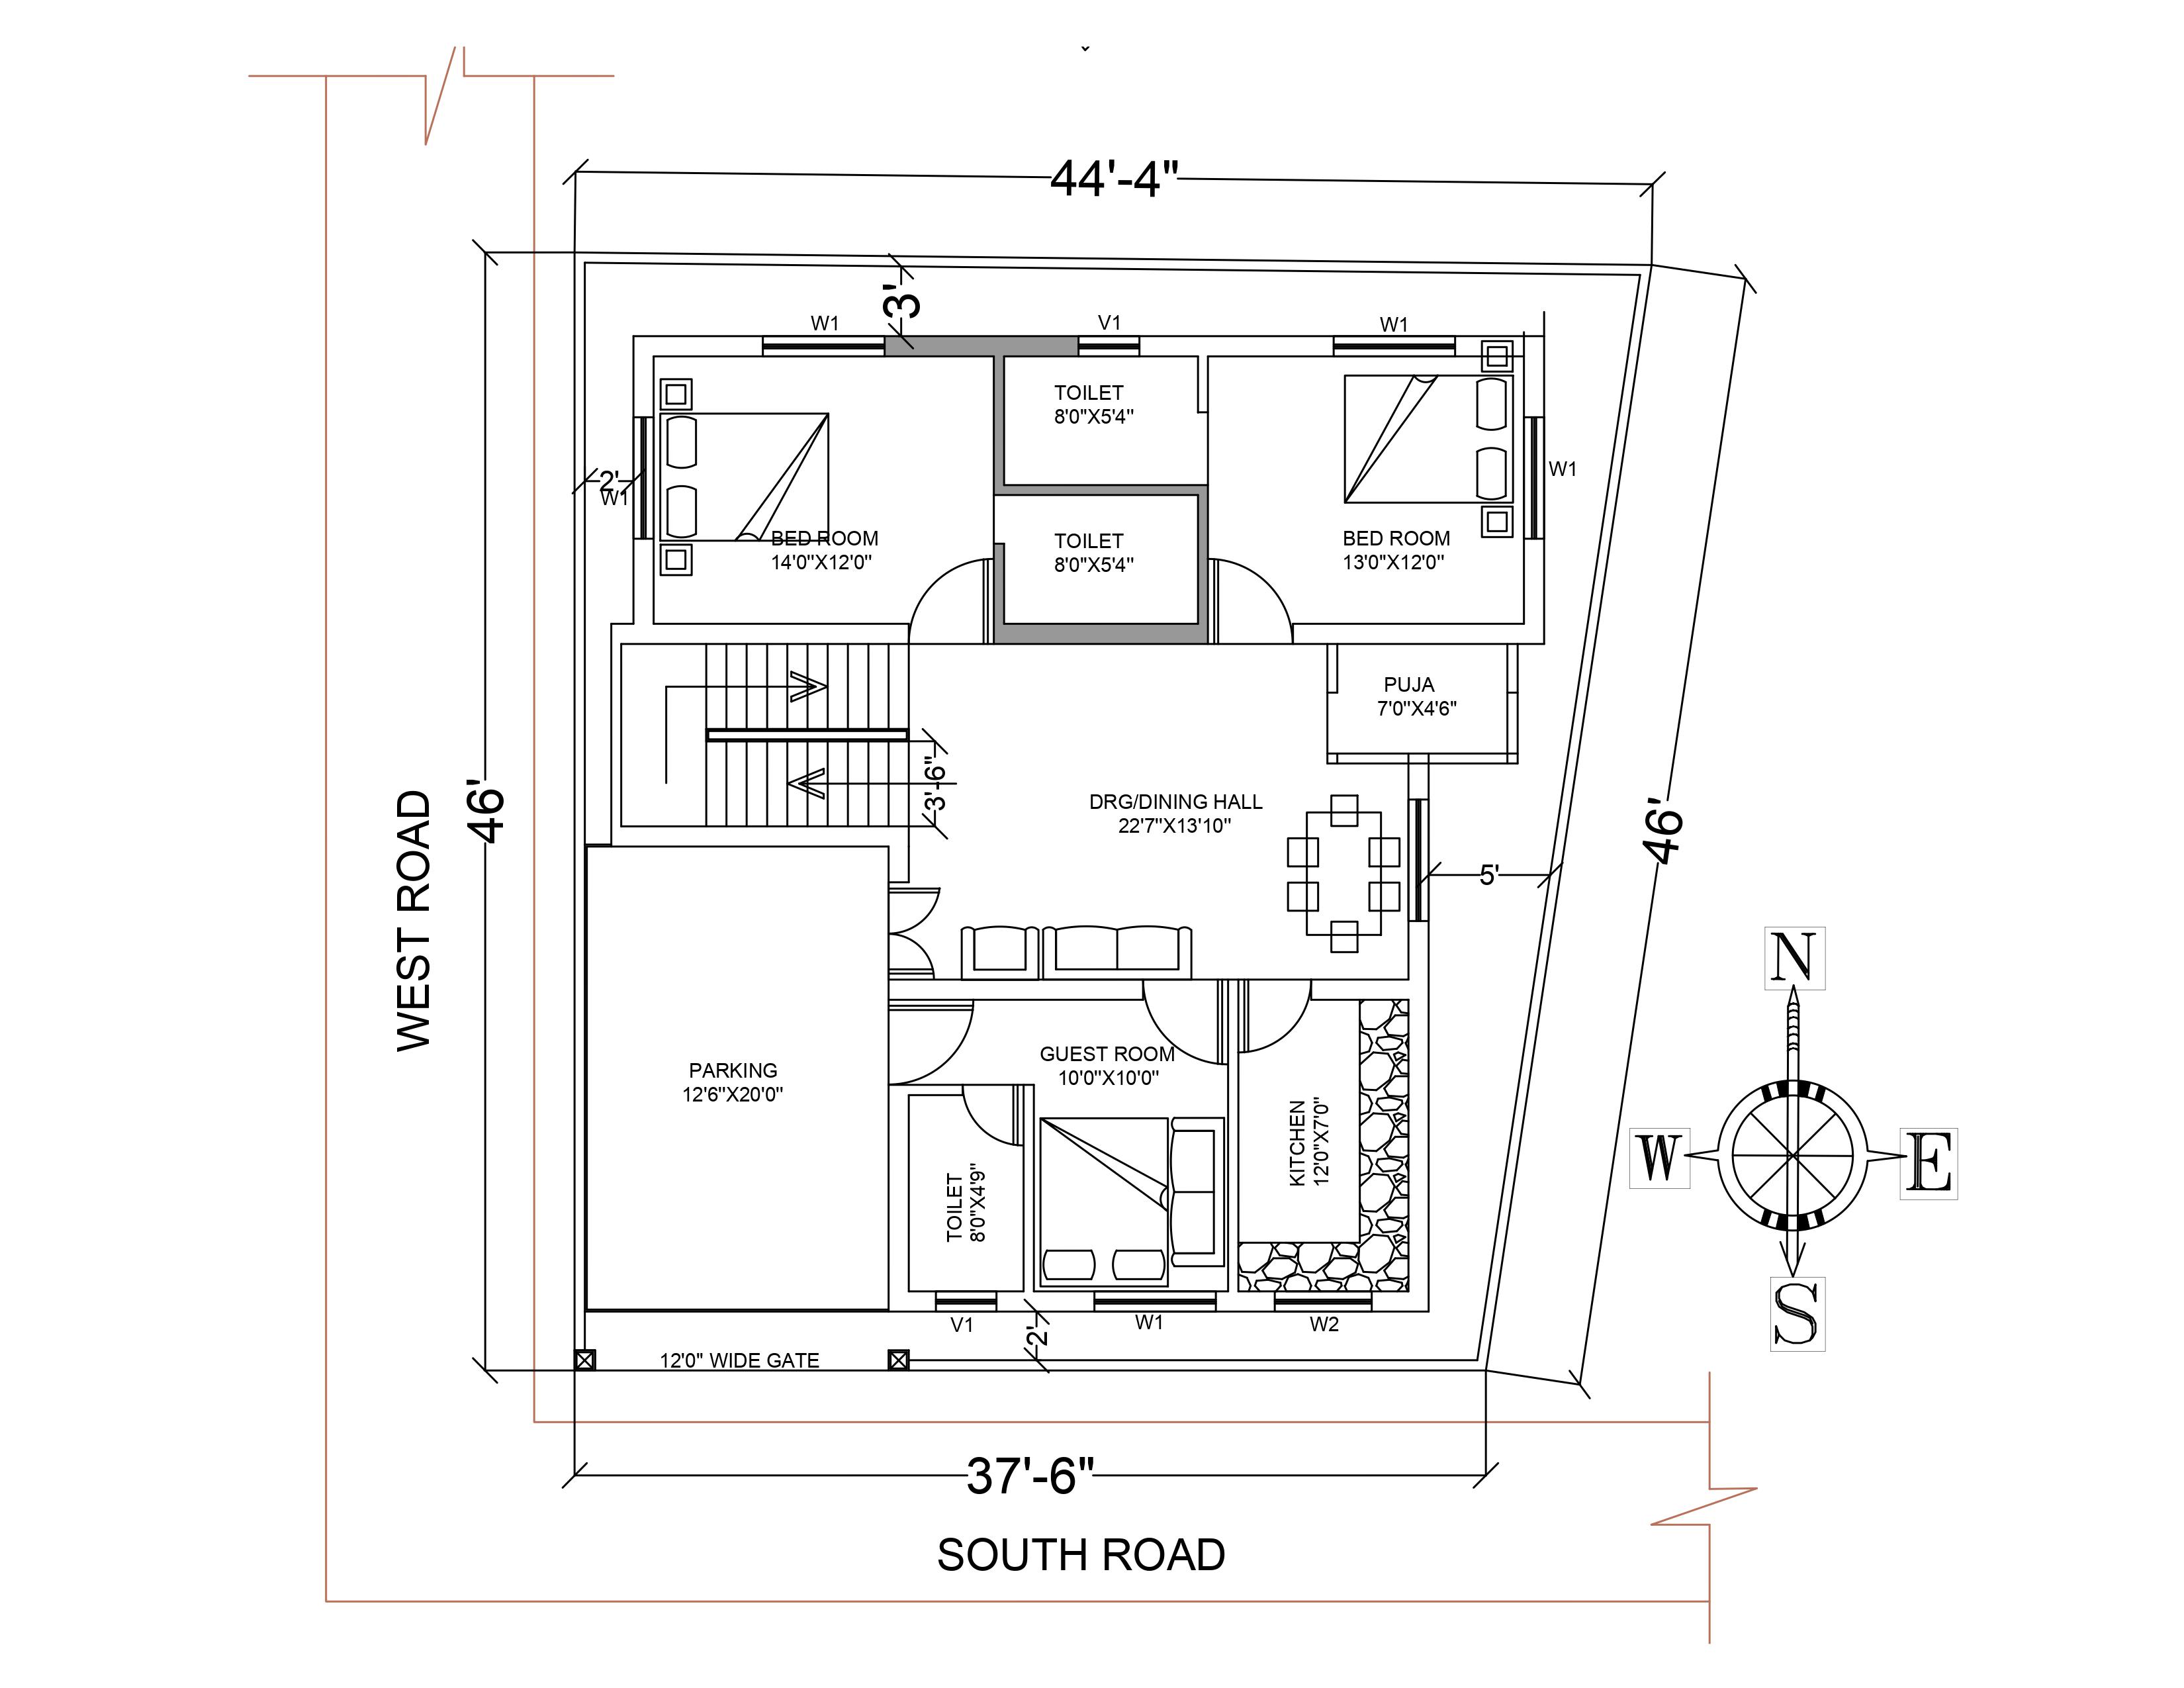 44'-4"
3'
W1
V1
W1
TOILET
8'0"X5'4"
2'
W1
W1
BED ROOM
14'0"X12'0"
TOILET
8'0"X5'4"
BED ROOM
13'0"X12'0"
PUJA
7'0"X4'6"
WEST ROAD
46'
3'-6"
DRG/DINING HALL
22'7"X13'10"
46'
5'
N
W
E
S
PARKING
12'6"X20'0"
GUEST ROOM
10'0"X10'0"
KITCHEN
12'0"X7'0"
TOILET
8'0"X4'9"
V1
2'
W1
W2
12'0" WIDE GATE
37'-6"
SOUTH ROAD